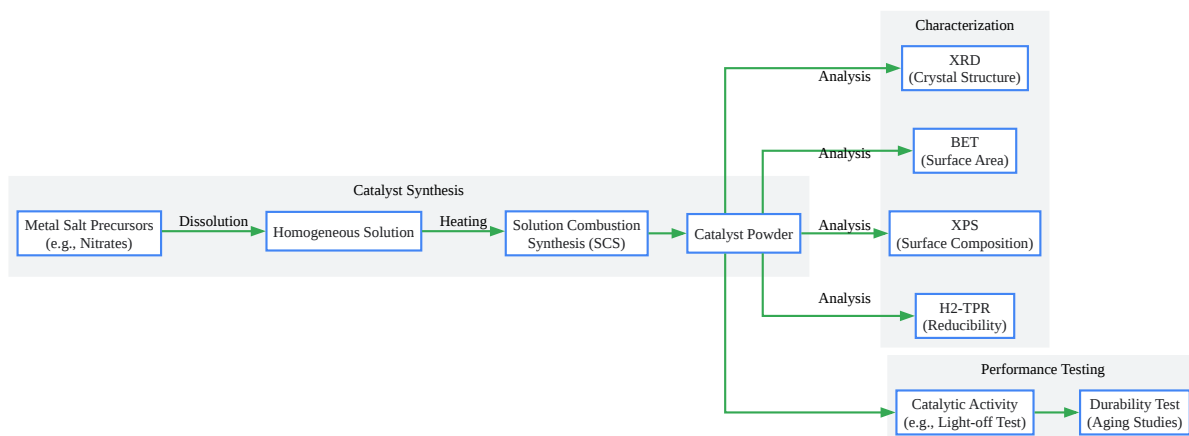 Characterization
XRD
(Crystal Structure)
Analysis
BET
(Surface Area)
Analysis
Catalyst Synthesis
Metal Salt Precursors
(e.g., Nitrates)
Dissolution
Homogeneous Solution
Heating
Solution Combustion
Synthesis (SCS)
Catalyst Powder
Analysis
XPS
(Surface Composition)
Analysis
H2-TPR
(Reducibility)
Performance Testing
Catalytic Activity
(e.g., Light-off Test)
Durability Test
(Aging Studies)